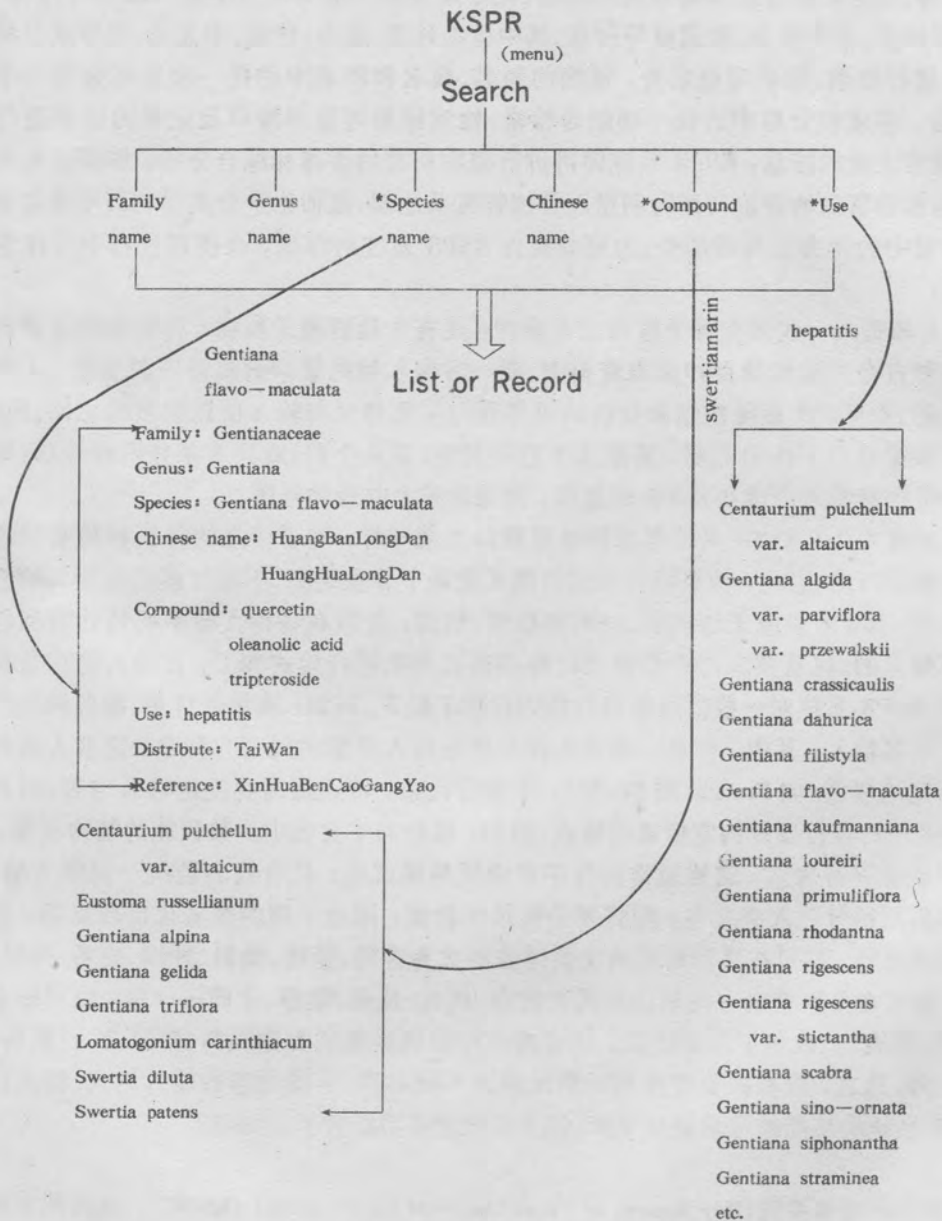 KSPR
(menu)
Search
Family name
Genus name
*Species name
Chinese name
*Compound
*Use
List or Record
swertiamarin
hepatitis
Gentiana
flavo—maculata
Family: Gentianaceae
Genus: Gentiana
Species: Gentiana flavo—maculata
Chinese name: HuangBanLongDan
HuangHuaLongDan
Compound: quercetin
oleanolic acid
tripteroside
Use: hepatitis
Distribute: TaiWan
Reference: XinHuaBenCaoGangYao
Centaurium pulchellum
var. altaicum
Eustoma russellianum
Gentiana alpina
Gentiana gelida
Gentiana triflora
Lomatogonium carinthiacum
Swertia diluta
Swertia patens
Centaurium pulchellum
var. altaicum
Gentiana algida
var. parviflora
var. przewalskii
Gentiana crassicaulis
Gentiana dahurica
Gentiana filistyla
Gentiana flavo—maculata
Gentiana kaufmanniana
Gentiana loureiri
Gentiana primuliflora
Gentiana rhodantna
Gentiana rigescens
Gentiana rigescens
var. stictantha
Gentiana scabra
Gentiana sino—ornata
Gentiana siphonantha
Gentiana straminea
etc.